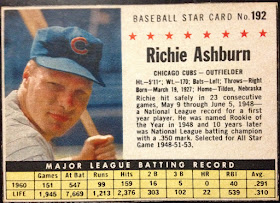 BASEBALL STAR CARD No. 192
Richie Ashburn
CHICAGO CUBS — OUTFIELDER
Ht.-5'11"; Wt.-170; Bats-Left; Throws-Right
Born-March 19, 1927; Home-Tilden, Nebraska
Richie hit safely in 23 consecutive
games, May 9 through June 5, 1948—
a National League record for a first
year player. He was named Rookie of
the Year in 1948 and 10 years later
was National League batting champion
with a .350 mark. Selected for All Star
Game 1948-51-53.
MAJOR LEAGUE BATTING RECORD
Games At Bat Runs Hits 2 B 3 B H R RBI Avg.
1960 151 547 99 159 16 5 0 40 .291
LIFE 1,945 7,669 1,213 2,376 303 102 22 539 .310